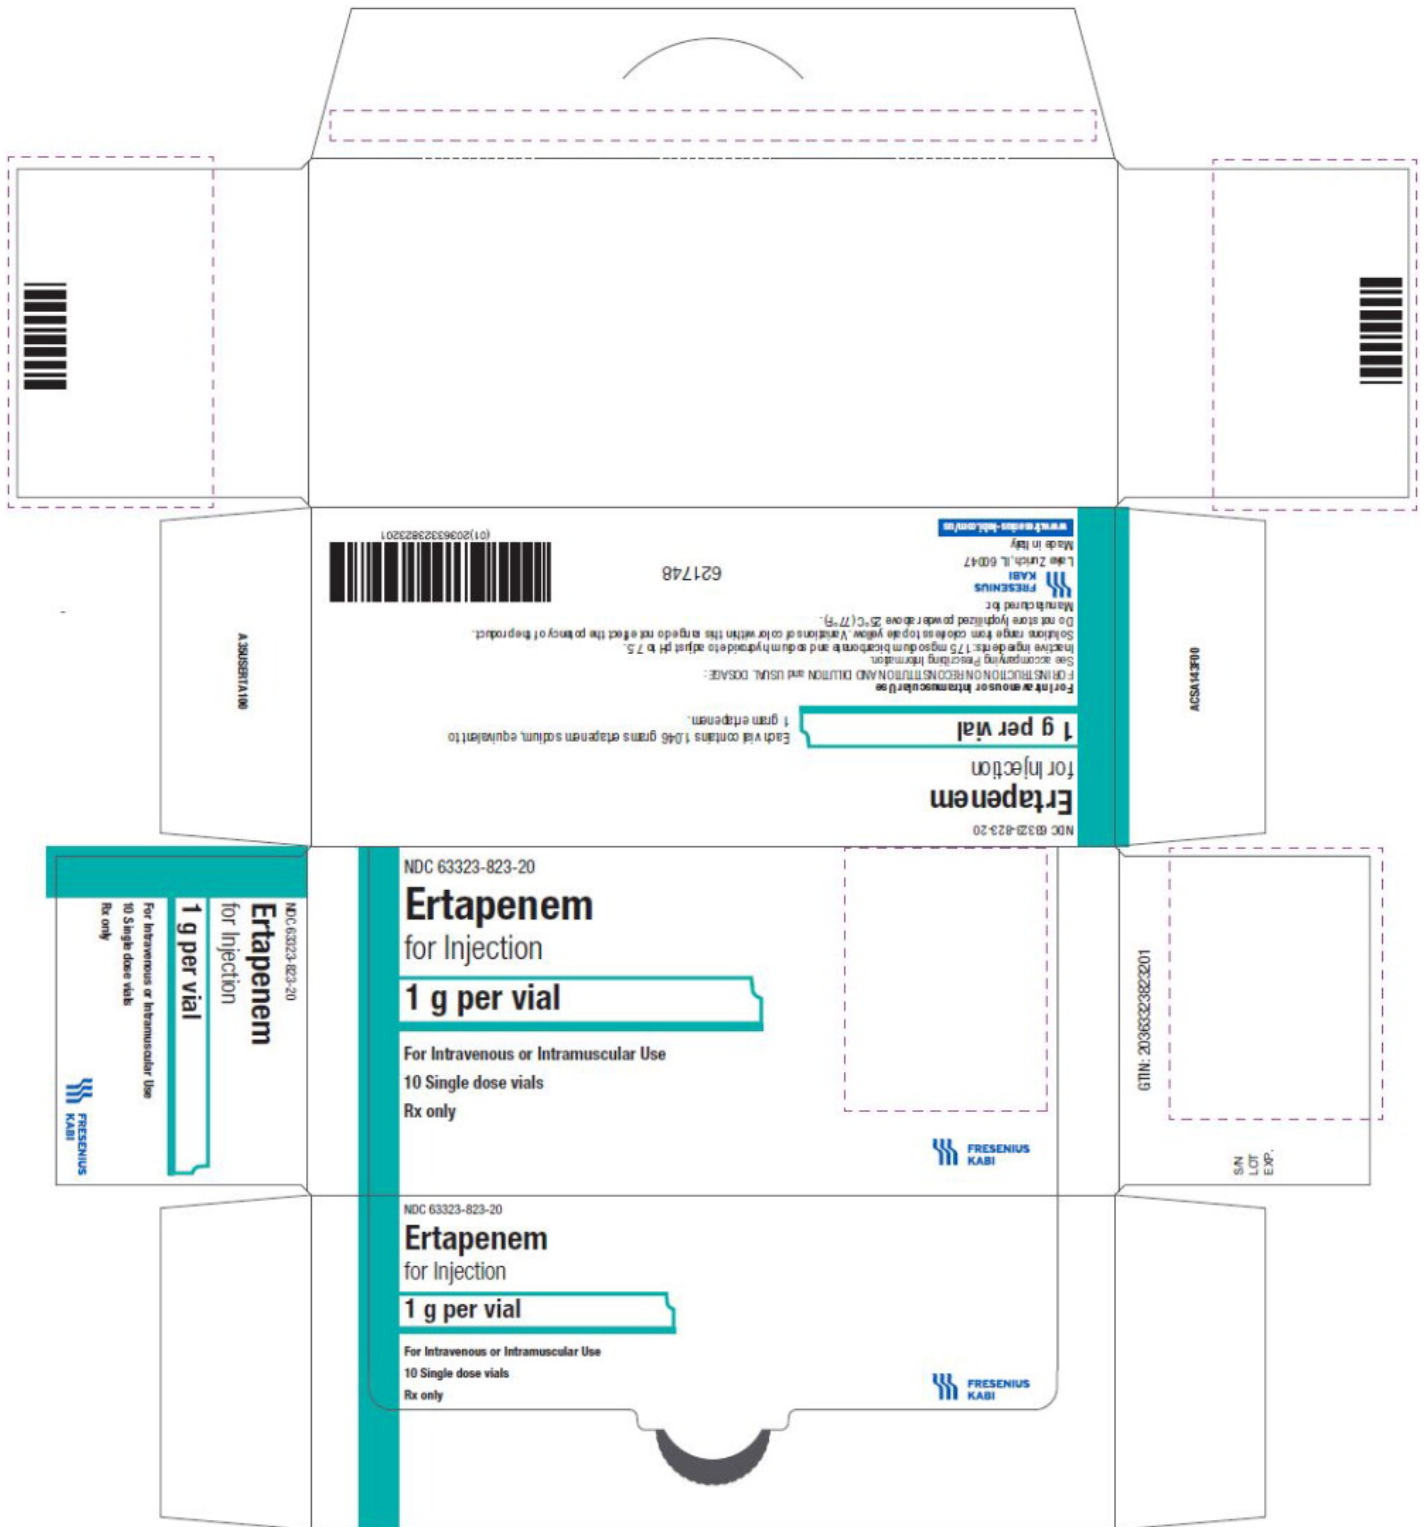 NDC 63323-823-20
Ertapenem
for Injection
1 g per vial
Each vial contains 1.046 grams ertapenem sodium, equivalent to
1 gram ertapenem.
For Intravenous or Intramuscular Use
FOR INSTRUCTION ON RECONSTITUTION AND DILUTION and USUAL DOSAGE:
See accompanying Prescribing Information.
Inactive ingredients: 175 mg sodium bicarbonate and sodium hydroxide to adjust pH to 7.5.
Solutions range from colorless to pale yellow. Variations of color within this range do not effect the potency of the product.
Do not store lyophilized powder above 25°C (77°F).
Manufactured for
FRESENIUS
KABI
Lake Zurich, IL 60047
Made in Italy
www.fresenius-kabi.com/us
621748
(01)20363323823201
A35USERTA100
ACSA143F00
NDC 63323-823-20
Ertapenem
for Injection
1 g per vial
For Intravenous or Intramuscular Use
10 Single dose vials
Rx only
FRESENIUS
KABI
NDC 63323-823-20
Ertapenem
for Injection
1 g per vial
For Intravenous or Intramuscular Use
10 Single dose vials
Rx only
FRESENIUS
KABI
GTIN: 20363323823201
S/N
LOT
EXP.
NDC 63323-823-20
Ertapenem
for Injection
1 g per vial
For Intravenous or Intramuscular Use
10 Single dose vials
Rx only
FRESENIUS
KABI